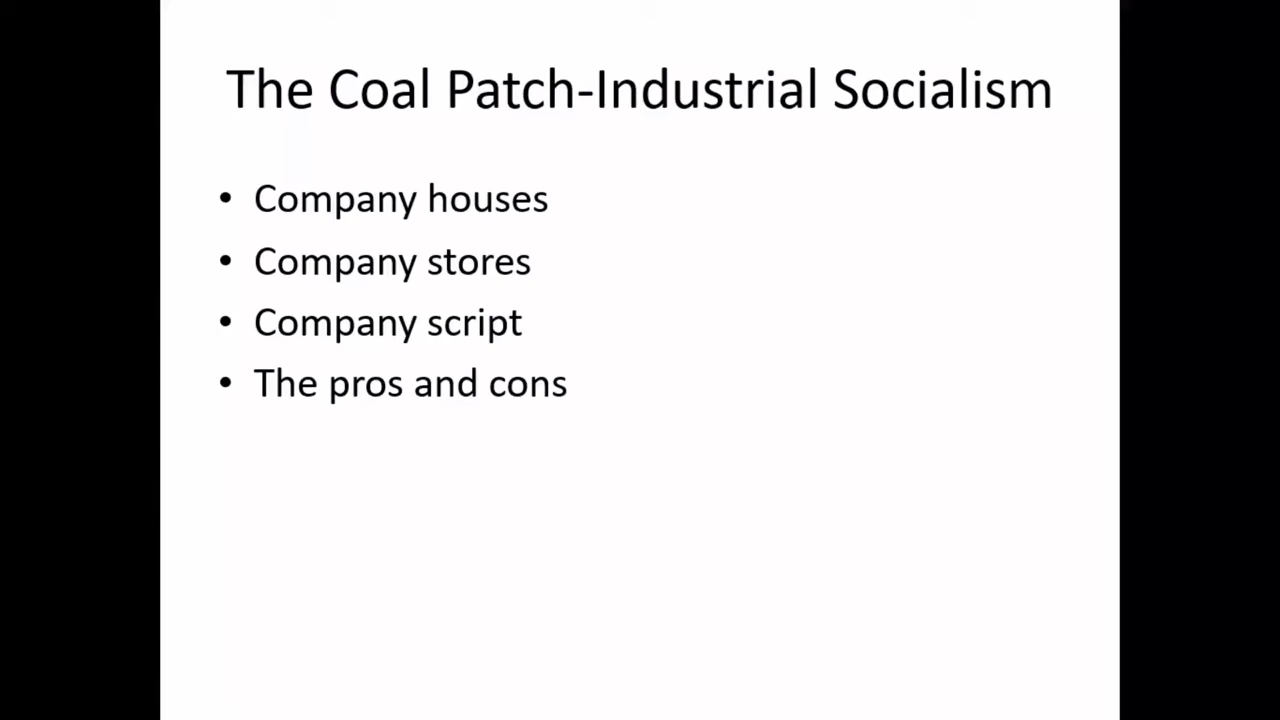 The Coal Patch-Industrial Socialism
• Company houses
• Company stores
• Company script
• The pros and cons